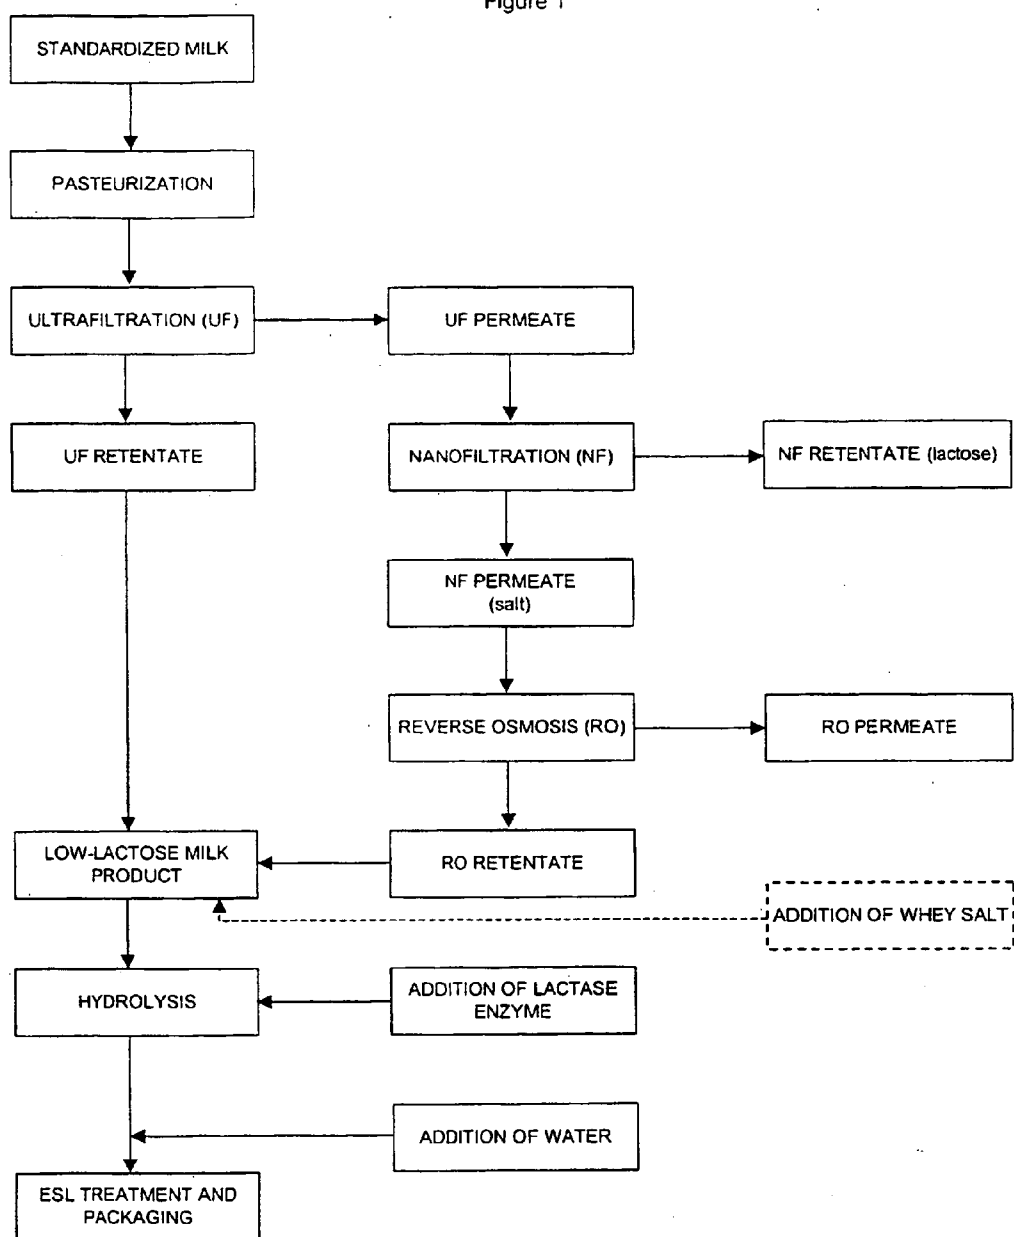 Figure 1
STANDARDIZED MILK
PASTEURIZATION
ULTRAFILTRATION (UF)
UF PERMEATE
UF RETENTATE
NANOFILTRATION (NF)
NF RETENTATE (lactose)
NF PERMEATE
(salt)
REVERSE OSMOSIS (RO)
RO PERMEATE
LOW-LACTOSE MILK
PRODUCT
RO RETENTATE
ADDITION OF WHEY SALT
HYDROLYSIS
ADDITION OF LACTASE
ENZYME
ADDITION OF WATER
ESL TREATMENT AND
PACKAGING